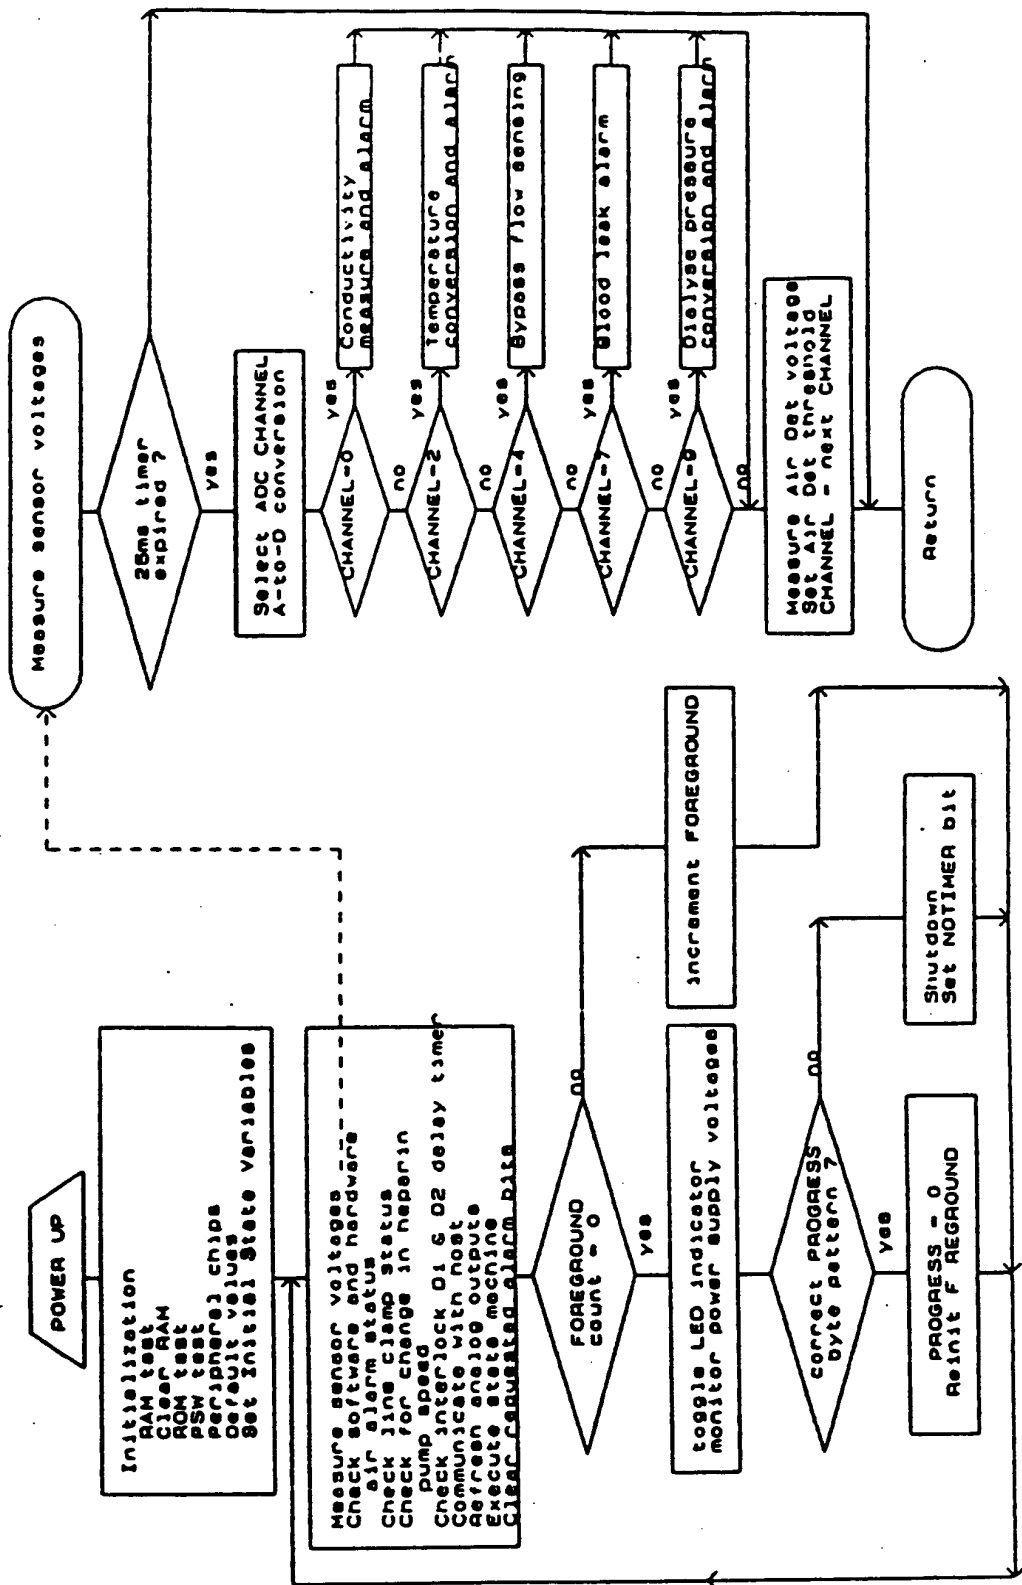 POWER UP
Initialization
RAM test
Clear RAM
ROM test
PSW test
Peripheral chips
Default values
Set Initial State variables
Measure sensor voltages
Check software and hardware
air alarm status
Check line clamp status
Check for change in heparin
pump speed
Check interlock D1 & D2 delay timer
Communicate with host
Refresh analog outputs
Execute state machine
Clear requested alarm bits
FOREGROUND
count = 0
no
yes
increment FOREGROUND
toggle LED indicator
monitor power supply voltages
correct PROGRESS
byte pattern ?
no
yes
Shutdown
Set NOTIMER bit
PROGRESS = 0
Reinit F REGROUND
Measure sensor voltages
25ms timer
expired ?
yes
Select ADC CHANNEL
A-to-D conversion
CHANNEL=0
yes
Conductivity
measure and alarm
no
CHANNEL=2
yes
Temperature
conversion and alarm
no
CHANNEL=4
yes
Bypass flow sensing
no
CHANNEL=7
yes
Blood leak alarm
no
CHANNEL=9
yes
Dialyse pressure
conversion and alarm
no
Measure Air Det voltage
Set Air Det threshold
CHANNEL = next CHANNEL
Return